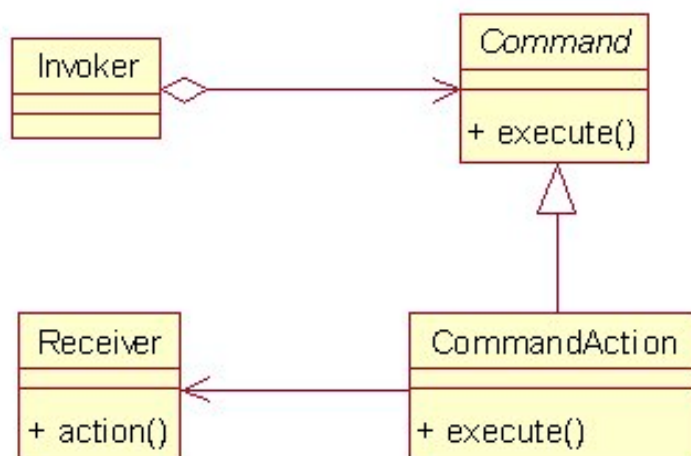 Invoker
Command
+ execute()
Receiver
+ action()
CommandAction
+ execute()